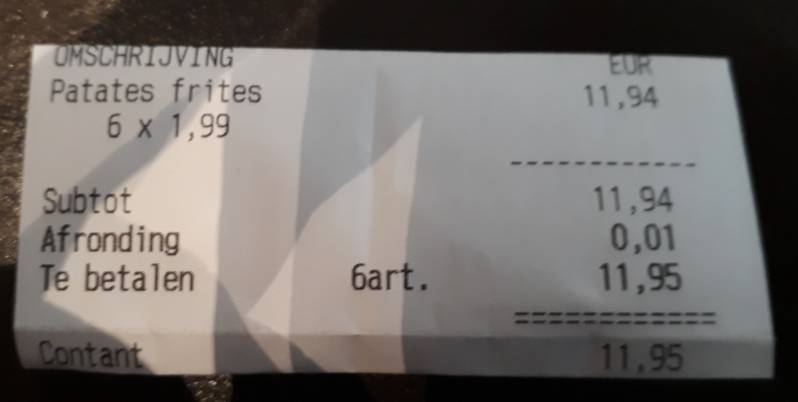 OMSCHRIJVING EUR
Patates frites 11,94
6 x 1,99
------------
Subtot 11,94
Afronding 0,01
Te betalen 6art. 11,95
============
Contant 11,95